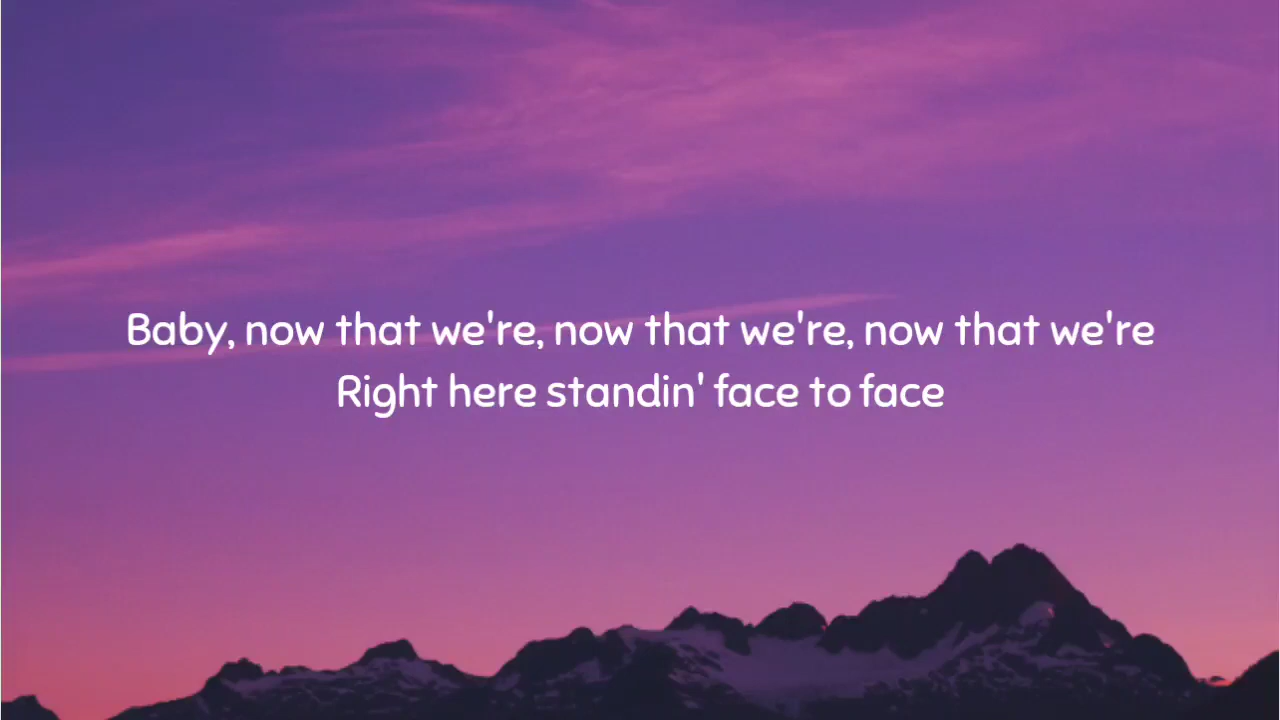 Baby, now that we're, now that we're, now that we're
Right here standin' face to face